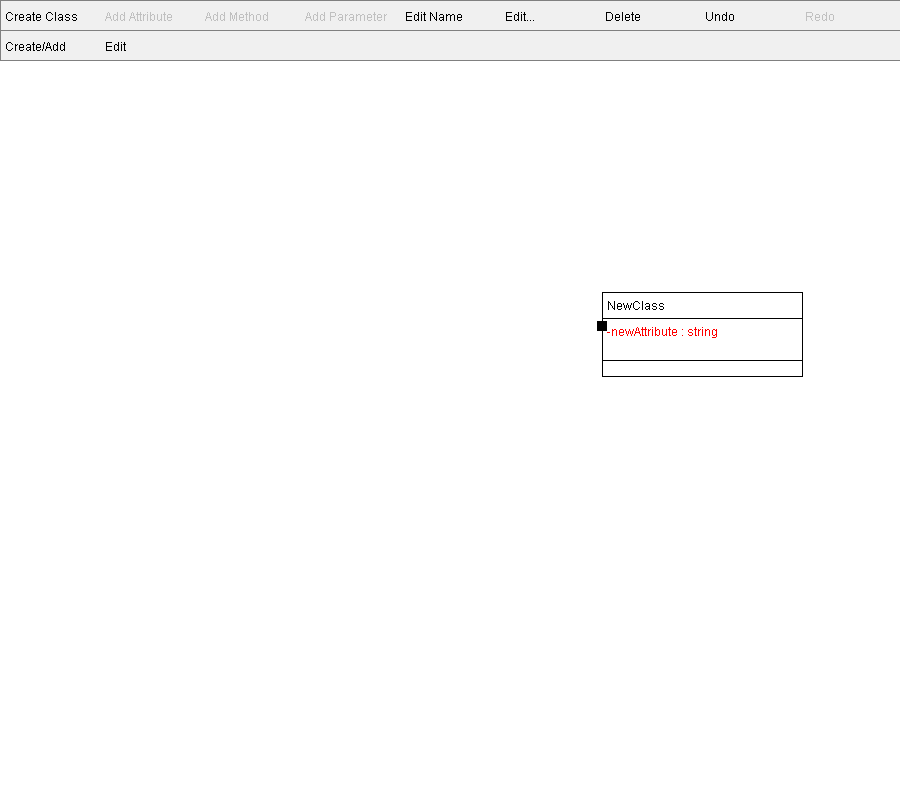 Create Class Add Attribute Add Method Add Parameter Edit Name Edit... Delete Undo Redo
Create/Add Edit
NewClass
-newAttribute : string